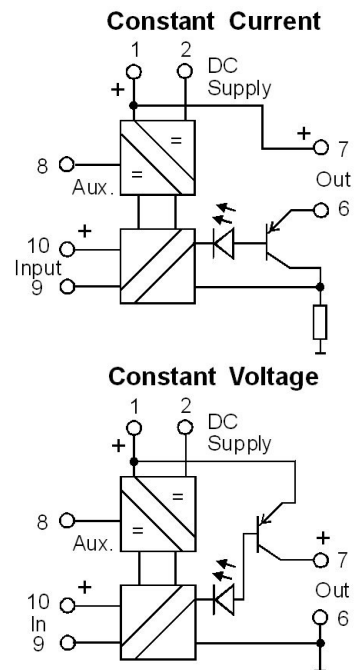 Constant Current
1 2 DC
Supply
+
= 
+ 7
8 =
Aux.
Out
6
10 +
Input
9
Constant Voltage
1 2 DC
Supply
+
=
8 =
Aux.
+
7
10 +
In
Out
9 6